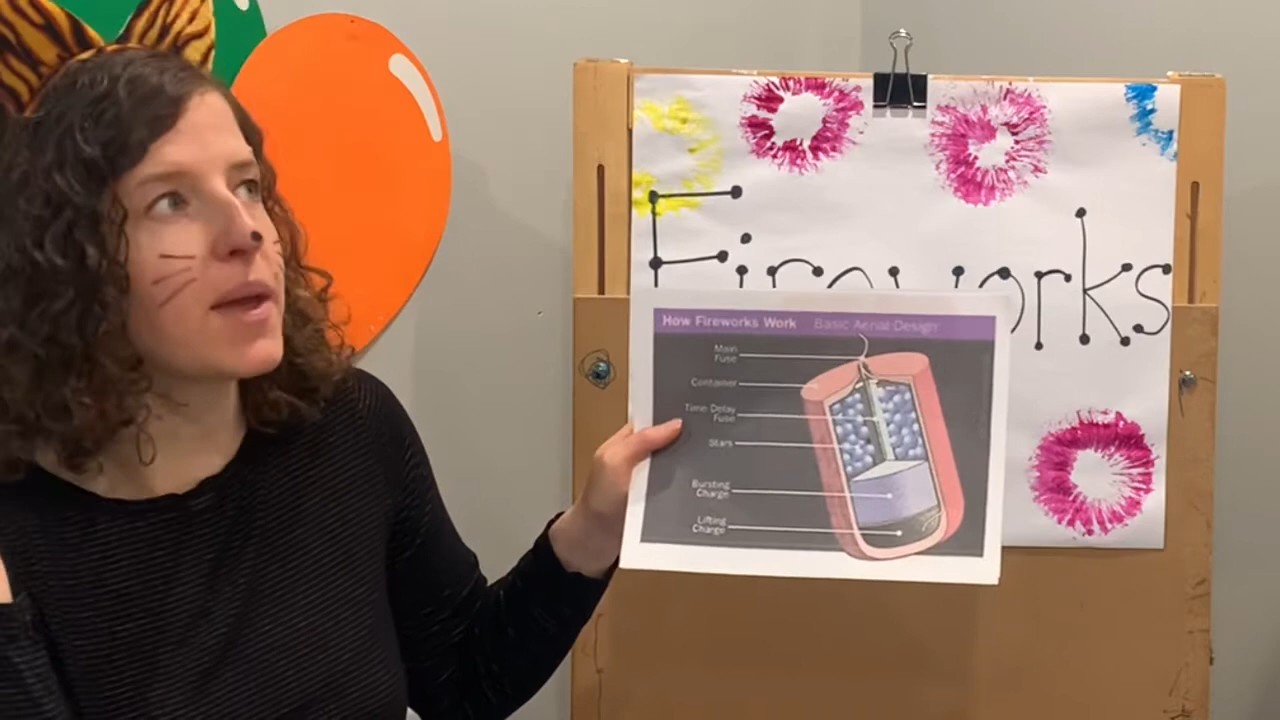 Fireworks
How Fireworks Work Basic Aerial Design
Main
Fuse
Container
Time Delay
Fuse
Stars
Bursting
Charge
Lifting
Charge